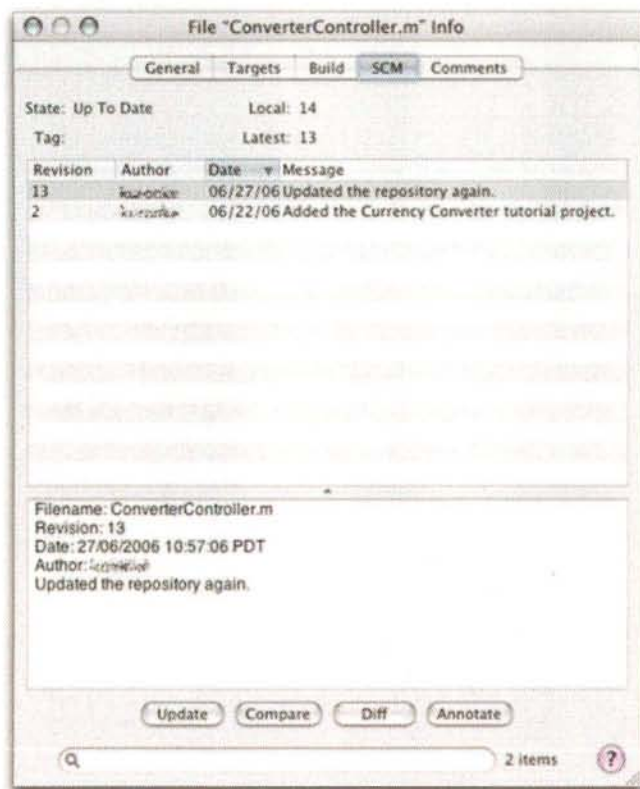 File "ConverterController.m" Info
General Targets Build SCM Comments
State: Up To Date Local: 14
Tag: Latest: 13
Revision Author Date Message
13 06/27/06 Updated the repository again.
2 06/22/06 Added the Currency Converter tutorial project.
Filename: ConverterController.m
Revision: 13
Date: 27/06/2006 10:57:06 PDT
Author:
Updated the repository again.
Update Compare Diff Annotate
2 items ?